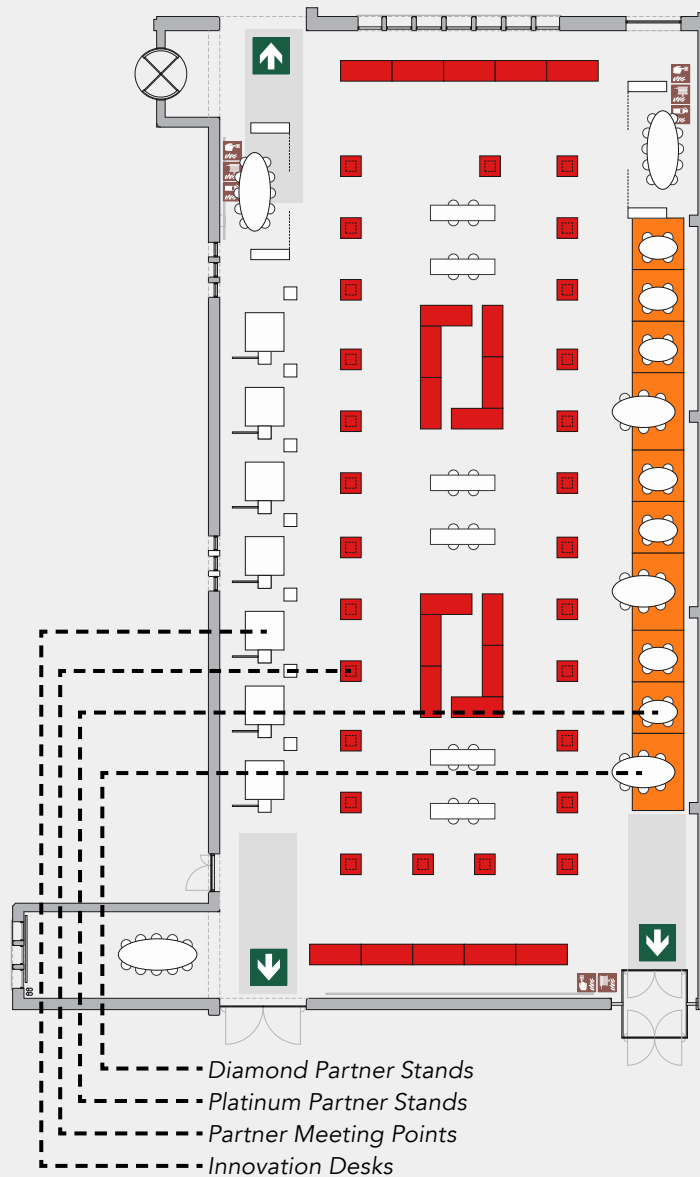 Diamond Partner Stands
Platinum Partner Stands
Partner Meeting Points
Innovation Desks